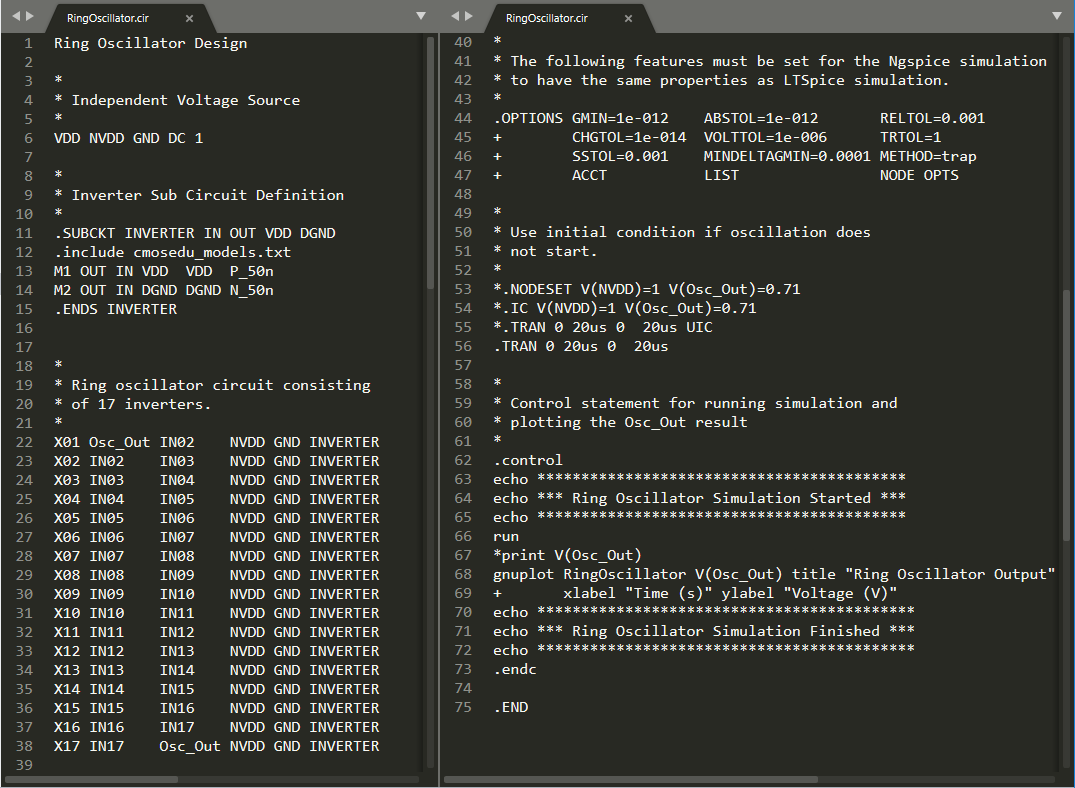 RingOscillator.cir ×
1 Ring Oscillator Design
2
3 *
4 * Independent Voltage Source
5 *
6 VDD NVDD GND DC 1
7
8 *
9 * Inverter Sub Circuit Definition
10 *
11 .SUBCKT INVERTER IN OUT VDD DGND
12 .include cmosedu_models.txt
13 M1 OUT IN VDD  VDD  P_50n
14 M2 OUT IN DGND DGND N_50n
15 .ENDS INVERTER
16
17
18 *
19 * Ring oscillator circuit consisting
20 * of 17 inverters.
21 *
22 X01 Osc_Out IN02    NVDD GND INVERTER
23 X02 IN02    IN03    NVDD GND INVERTER
24 X03 IN03    IN04    NVDD GND INVERTER
25 X04 IN04    IN05    NVDD GND INVERTER
26 X05 IN05    IN06    NVDD GND INVERTER
27 X06 IN06    IN07    NVDD GND INVERTER
28 X07 IN07    IN08    NVDD GND INVERTER
29 X08 IN08    IN09    NVDD GND INVERTER
30 X09 IN09    IN10    NVDD GND INVERTER
31 X10 IN10    IN11    NVDD GND INVERTER
32 X11 IN11    IN12    NVDD GND INVERTER
33 X12 IN12    IN13    NVDD GND INVERTER
34 X13 IN13    IN14    NVDD GND INVERTER
35 X14 IN14    IN15    NVDD GND INVERTER
36 X15 IN15    IN16    NVDD GND INVERTER
37 X16 IN16    IN17    NVDD GND INVERTER
38 X17 IN17    Osc_Out NVDD GND INVERTER
39
RingOscillator.cir ×
40 *
41 * The following features must be set for the Ngspice simulation
42 * to have the same properties as LTSpice simulation.
43 *
44 .OPTIONS GMIN=1e-012    ABSTOL=1e-012       RELTOL=0.001
45 +        CHGTOL=1e-014  VOLTTOL=1e-006      TRTOL=1
46 +        SSTOL=0.001    MINDELTAGMIN=0.0001 METHOD=trap
47 +        ACCT           LIST                NODE OPTS
48
49 *
50 * Use initial condition if oscillation does
51 * not start.
52 *
53 *.NODESET V(NVDD)=1 V(Osc_Out)=0.71
54 *.IC V(NVDD)=1 V(Osc_Out)=0.71
55 *.TRAN 0 20us 0  20us UIC
56 .TRAN 0 20us 0  20us
57
58 *
59 * Control statement for running simulation and
60 * plotting the Osc_Out result
61 *
62 .control
63 echo ******************************************
64 echo *** Ring Oscillator Simulation Started ***
65 echo ******************************************
66 run
67 *print V(Osc_Out)
68 gnuplot RingOscillator V(Osc_Out) title "Ring Oscillator Output"
69 +       xlabel "Time (s)" ylabel "Voltage (V)"
70 echo *******************************************
71 echo *** Ring Oscillator Simulation Finished ***
72 echo *******************************************
73 .endc
74
75 .END